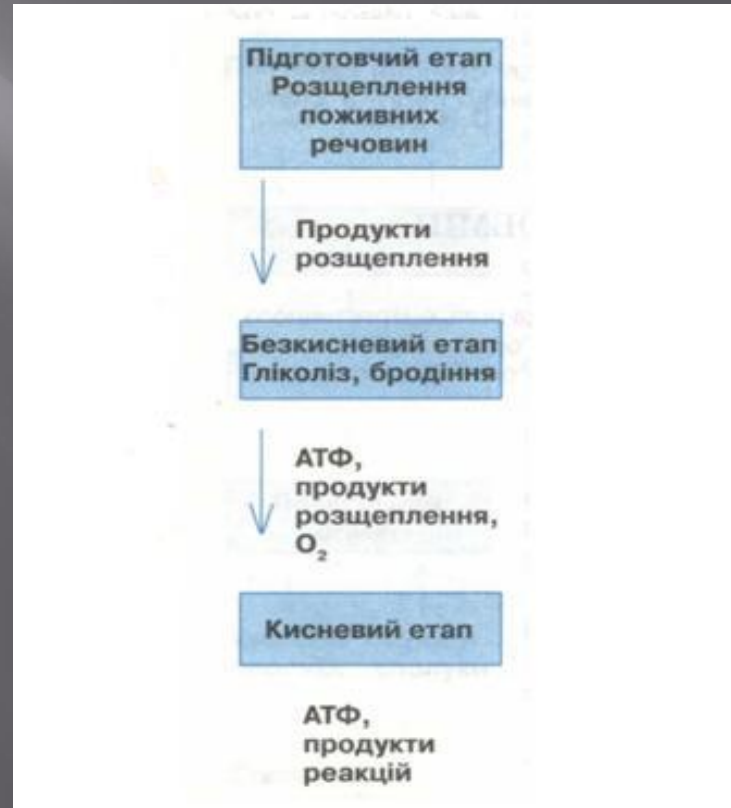 Підготовчий етап
Розщеплення
поживних
речовин
Продукти
розщеплення
Безкисневий етап
Гліколіз, бродіння
АТФ,
продукти
розщеплення,
O₂
Кисневий етап
АТФ,
продукти
реакцій